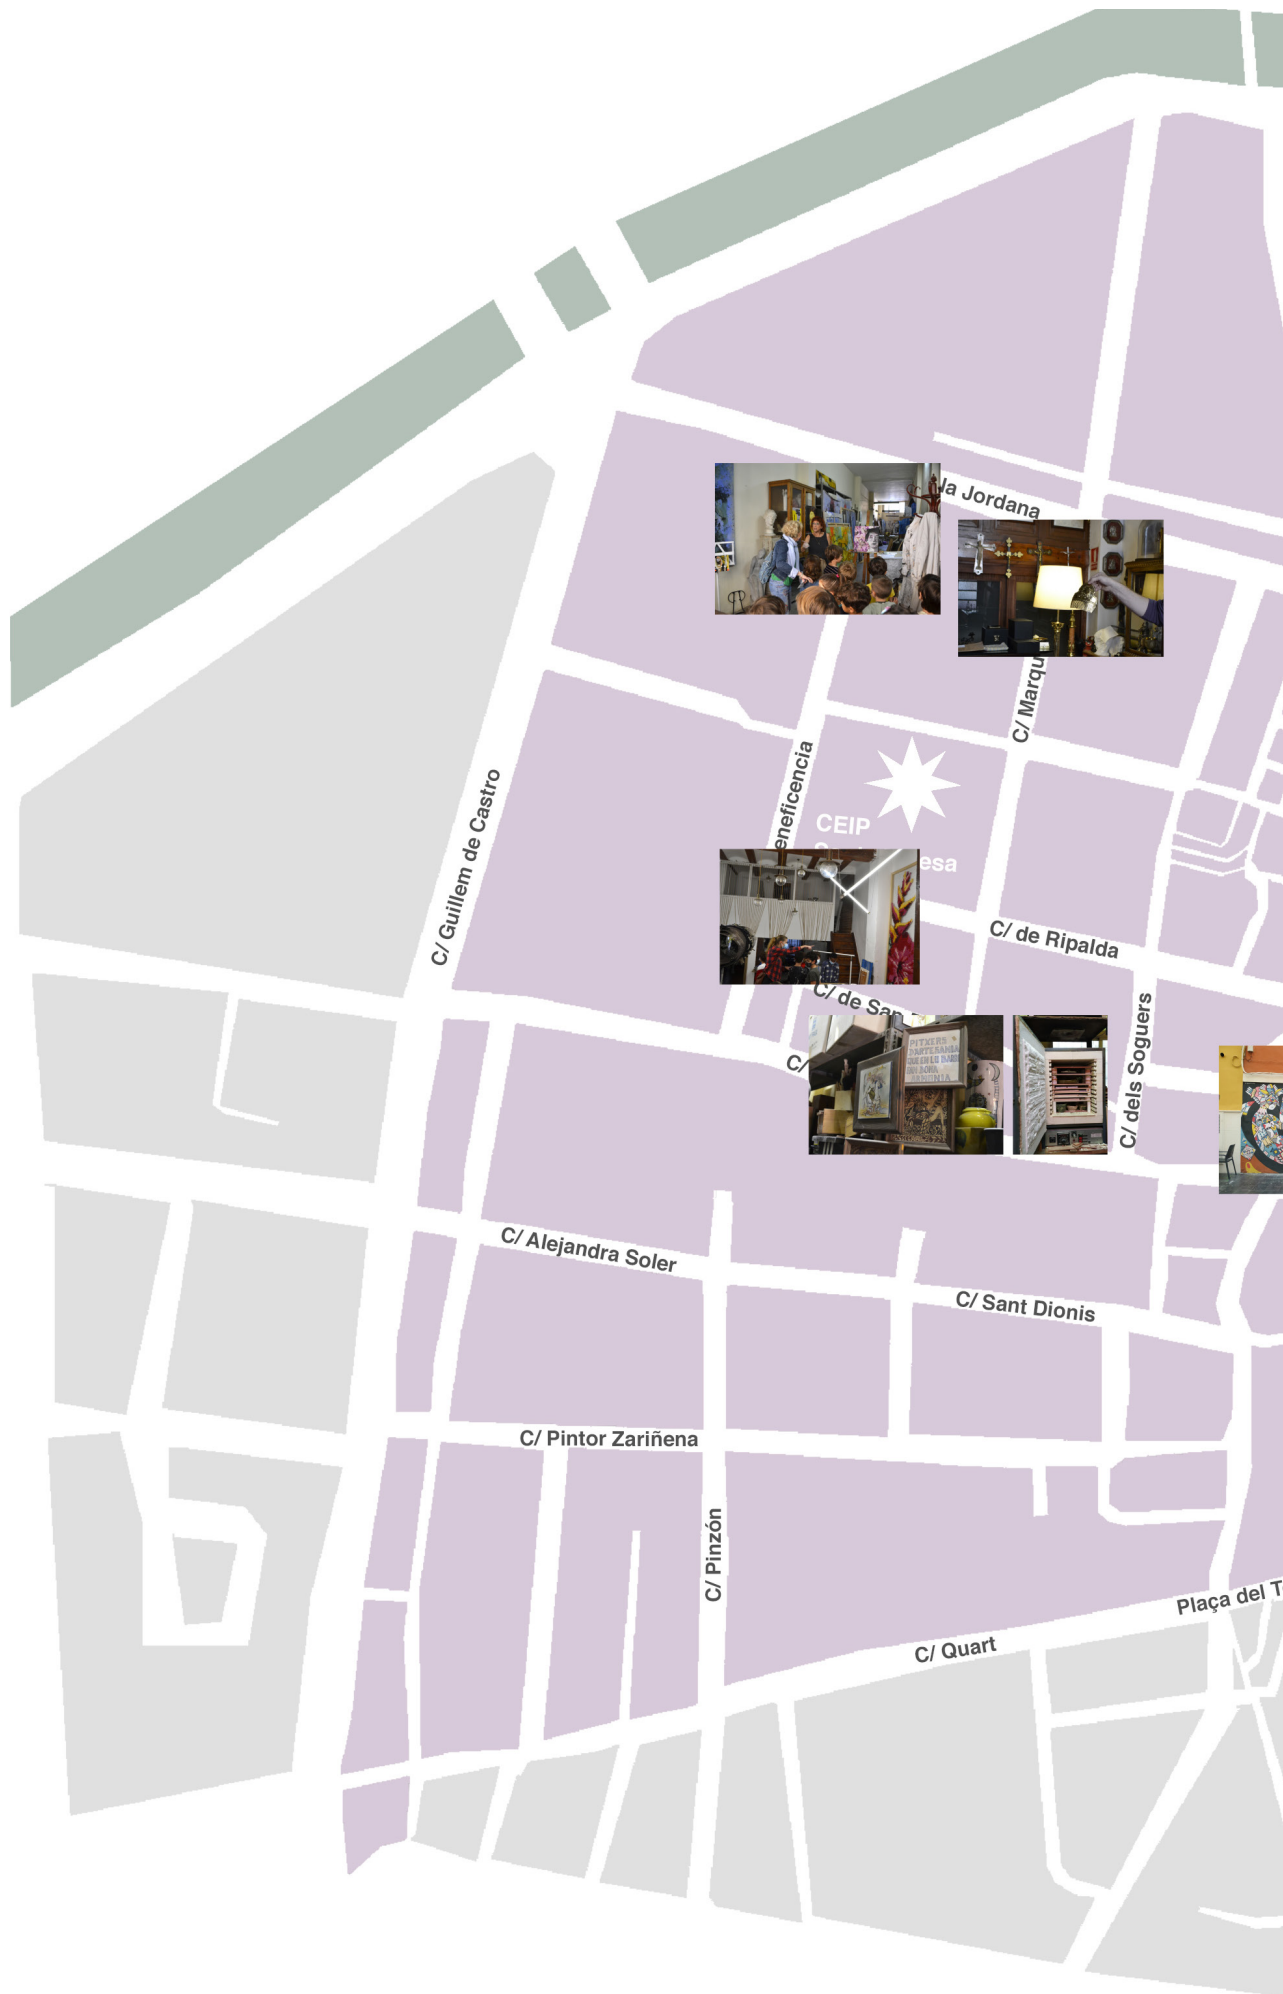 la Jordana
C/ Marqu
eneficencia
C/ Guillem de Castro
CEIP
esa
C/ de Ripalda
C/ de San
C/
C/ dels Soguers
PITXERS
C/ Alejandra Soler
C/ Sant Dionis
C/ Pintor Zariñena
C/ Pinzón
Plaça del T
C/ Quart